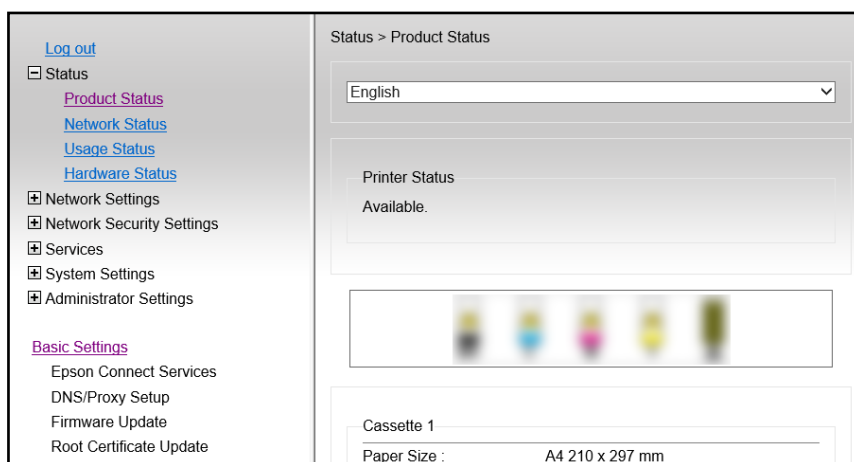 Log out
Status
Product Status
Network Status
Usage Status
Hardware Status
Network Settings
Network Security Settings
Services
System Settings
Administrator Settings
Basic Settings
Epson Connect Services
DNS/Proxy Setup
Firmware Update
Root Certificate Update
Status > Product Status
English
Printer Status
Available.
Cassette 1
Paper Size : A4 210 x 297 mm